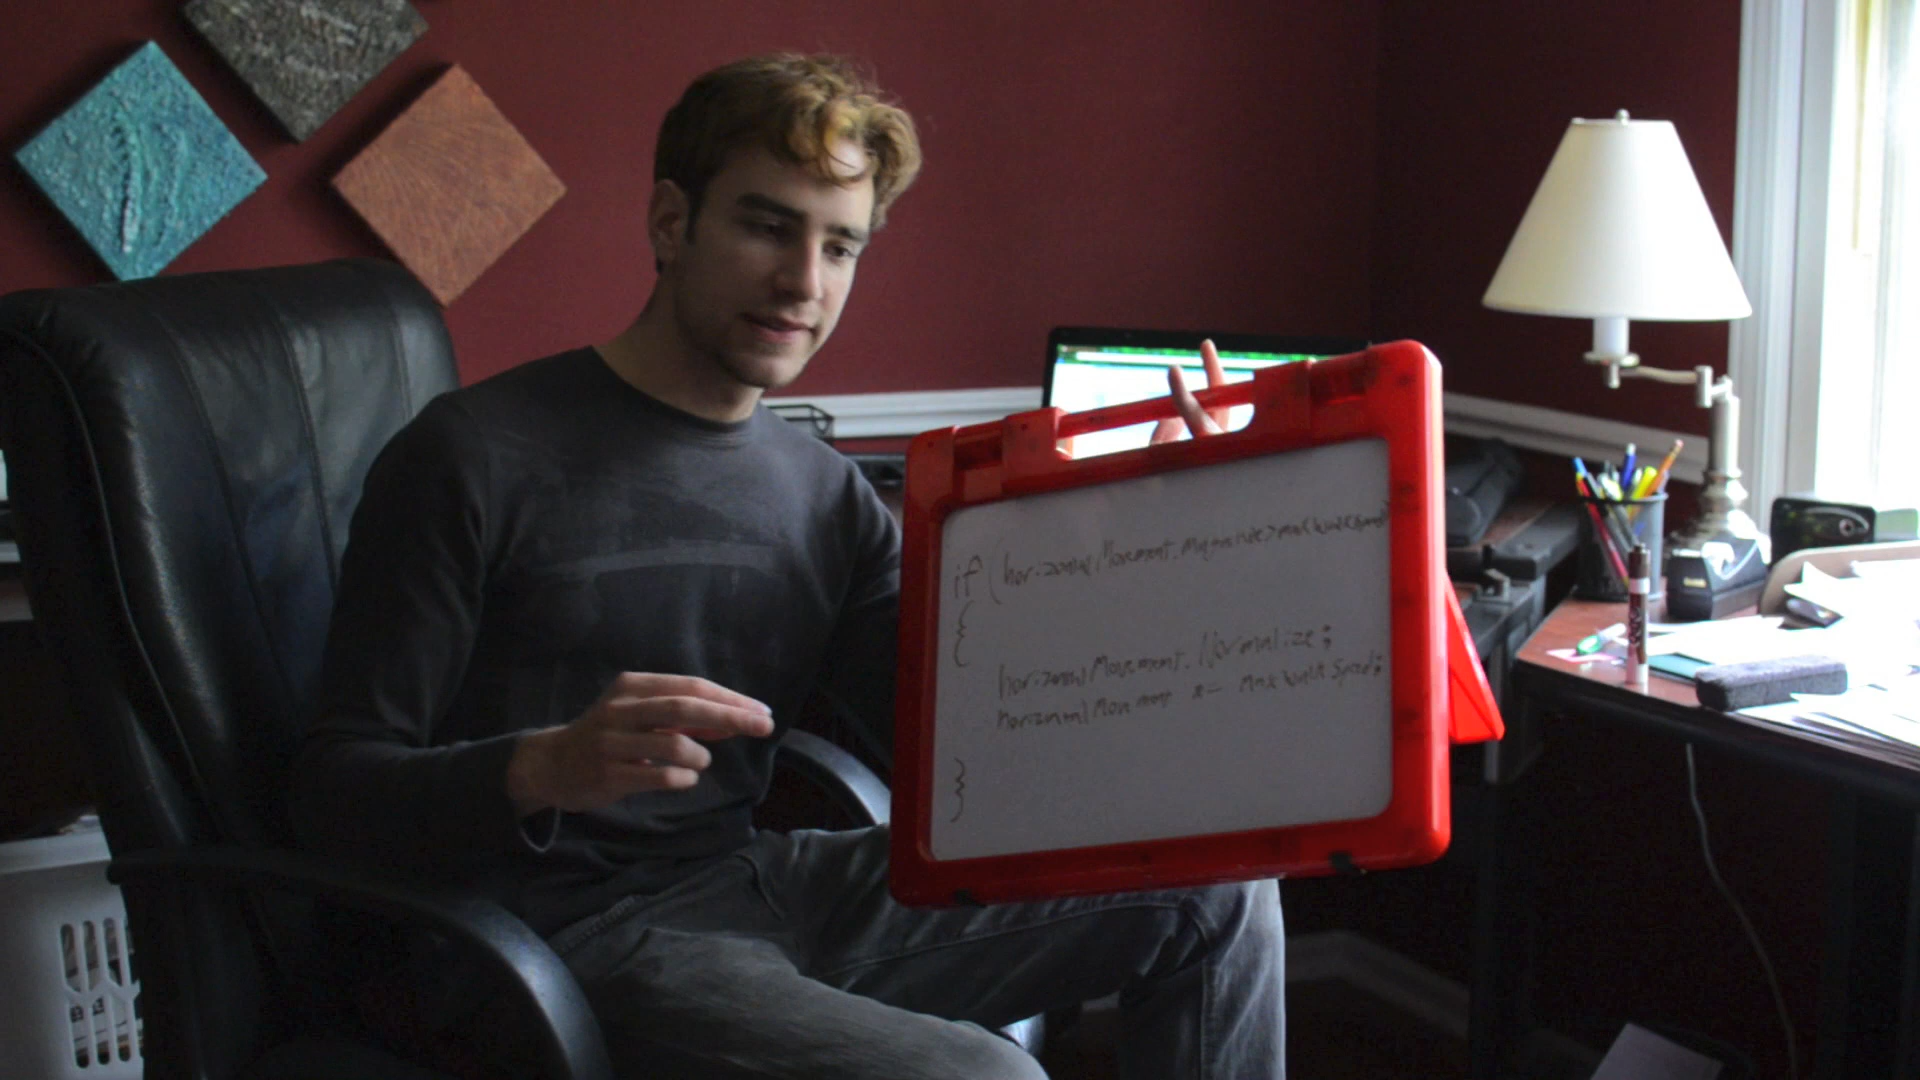 if (horizontalMovement.Magnitude>maxWalkSpeed)
{
horizontalMovement.Normalize;
horizontalMovement *= MaxWalkSpeed;
}